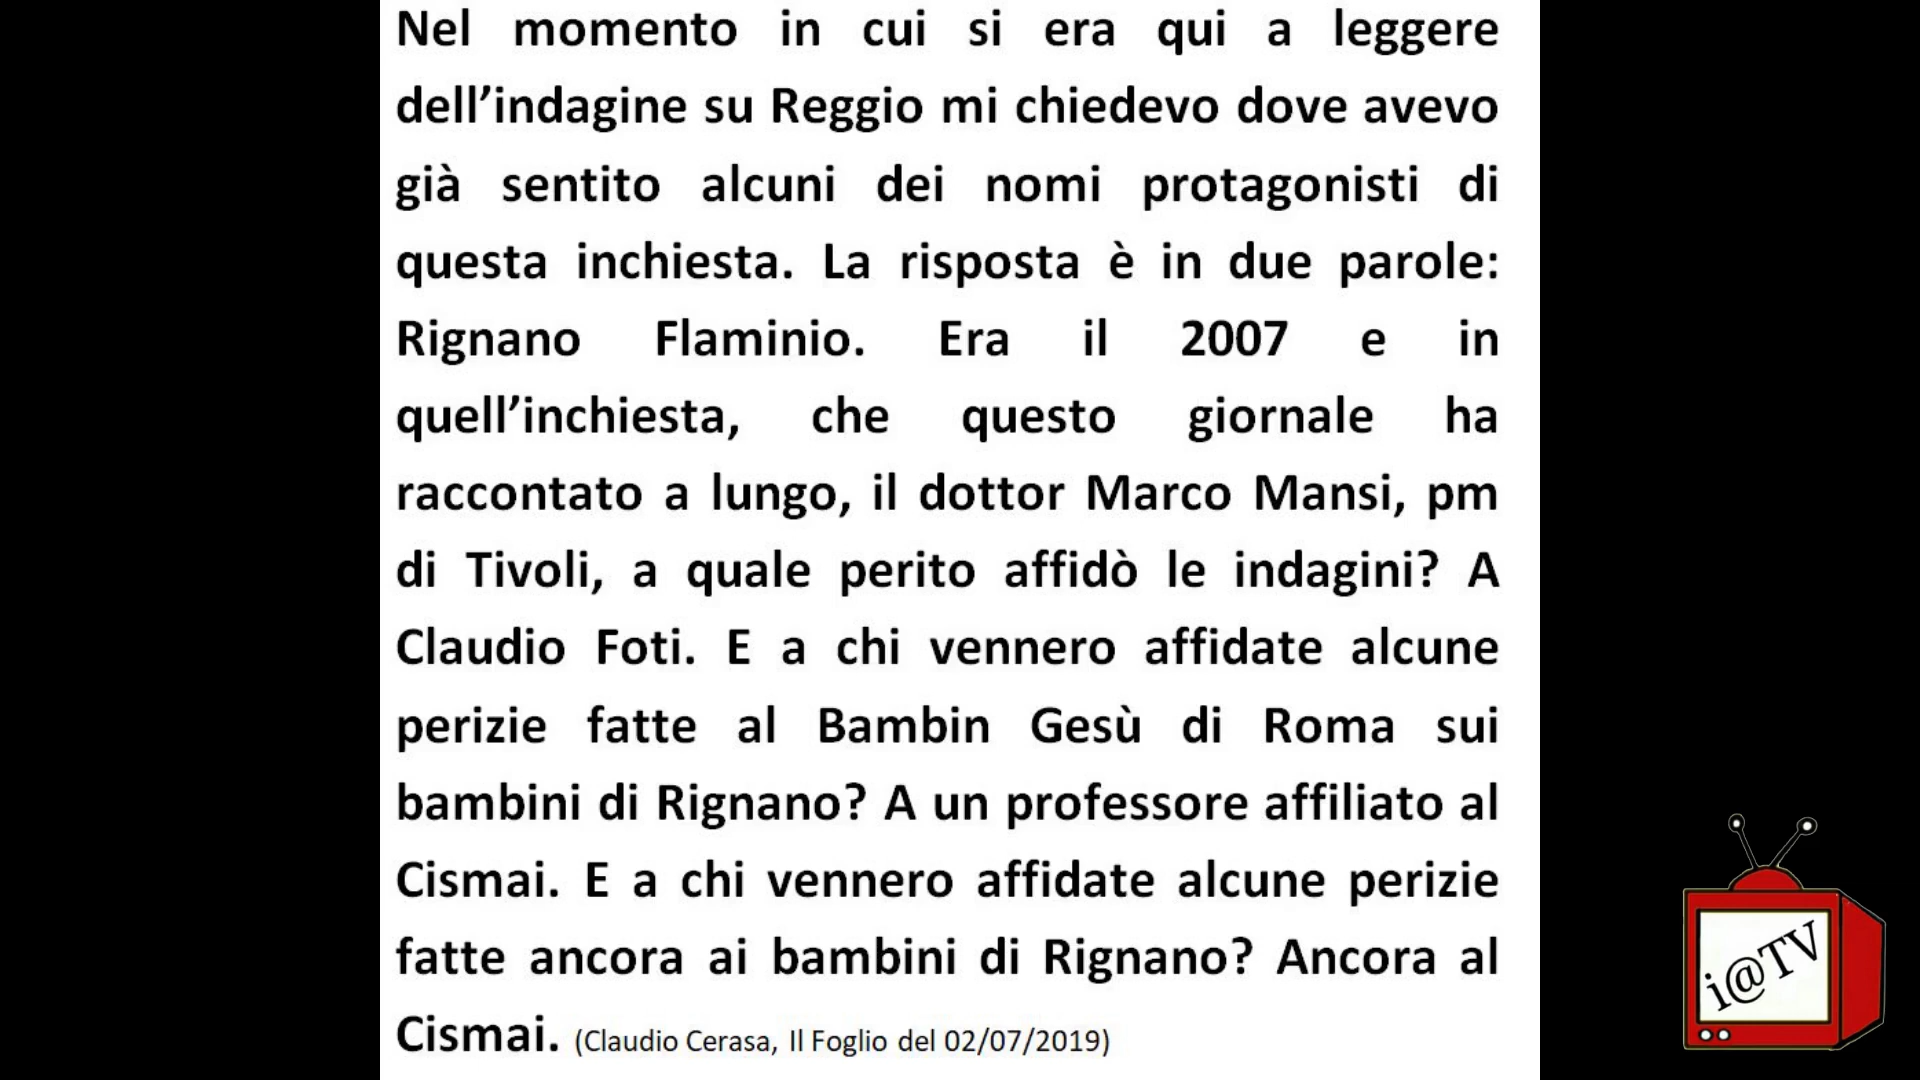 Nel momento in cui si era qui a leggere
dell’indagine su Reggio mi chiedevo dove avevo
già sentito alcuni dei nomi protagonisti di
questa inchiesta. La risposta è in due parole:
Rignano Flaminio. Era il 2007 e in
quell’inchiesta, che questo giornale ha
raccontato a lungo, il dottor Marco Mansi, pm
di Tivoli, a quale perito affidò le indagini? A
Claudio Foti. E a chi vennero affidate alcune
perizie fatte al Bambin Gesù di Roma sui
bambini di Rignano? A un professore affiliato al
Cismai. E a chi vennero affidate alcune perizie
fatte ancora ai bambini di Rignano? Ancora al
Cismai. (Claudio Cerasa, Il Foglio del 02/07/2019)
i@TV